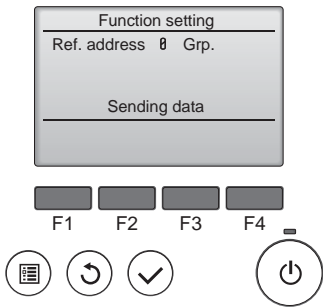 Function setting
Ref. address 0 Grp.
Sending data
F1 F2 F3 F4